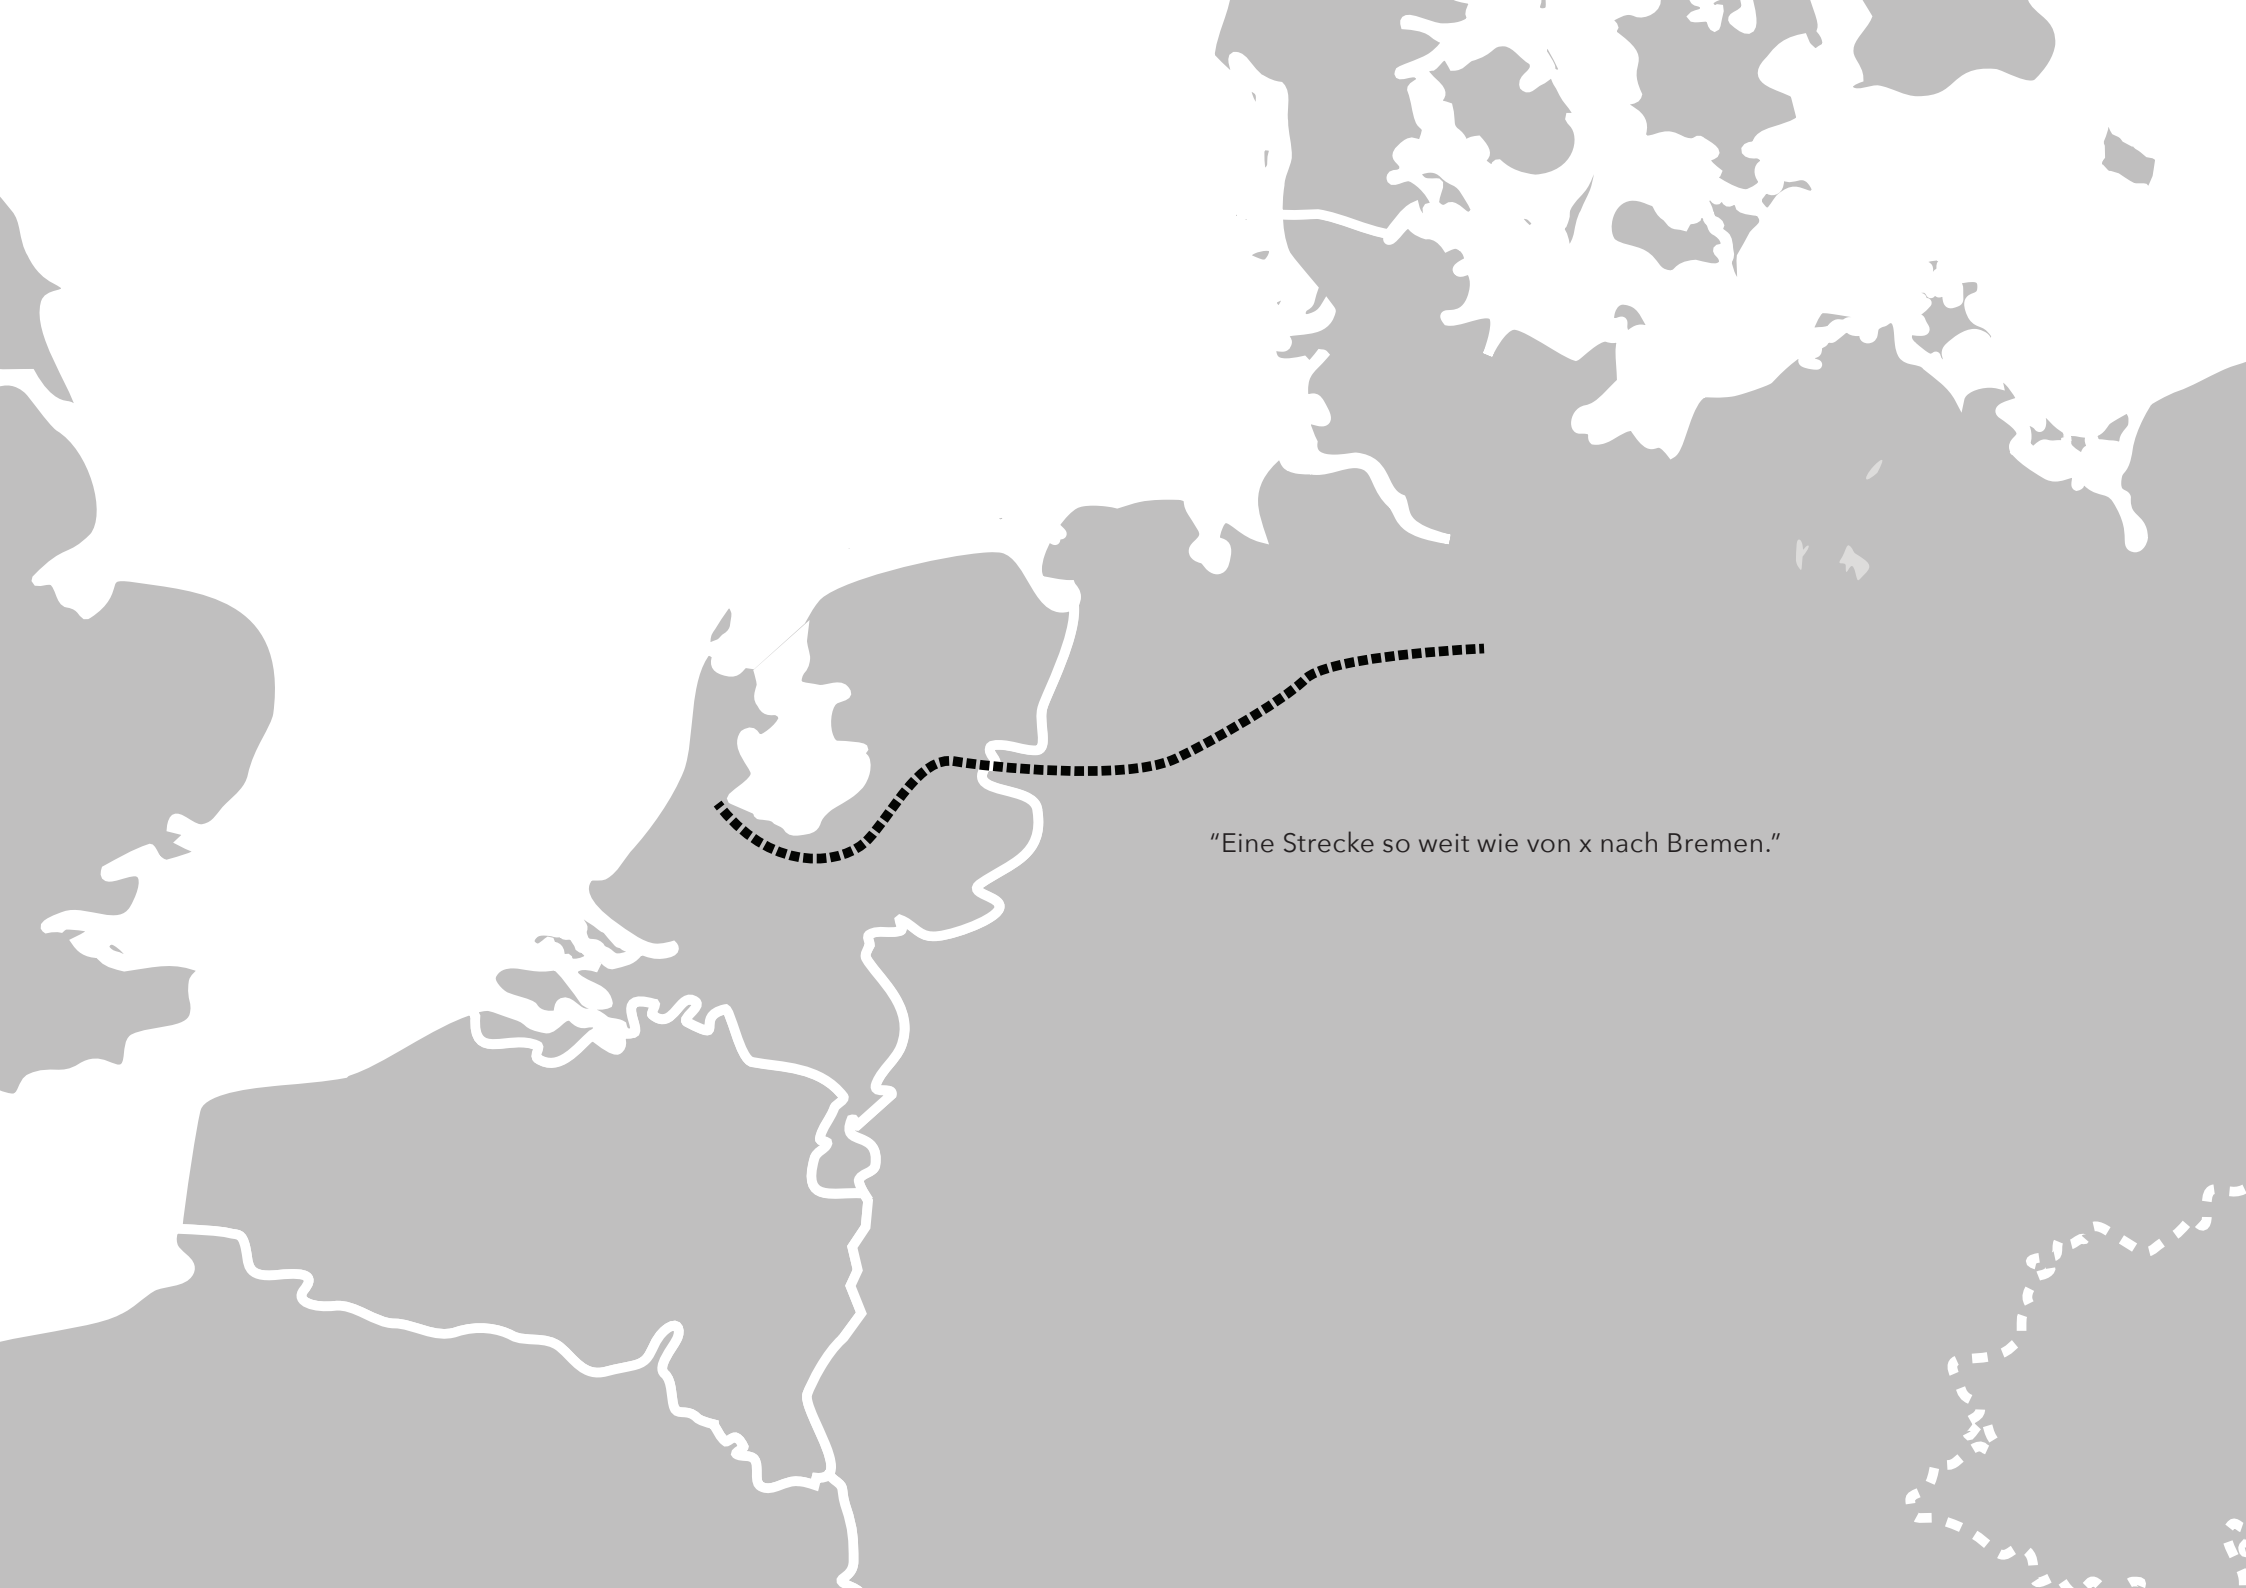 “Eine Strecke so weit wie von x nach Bremen.”